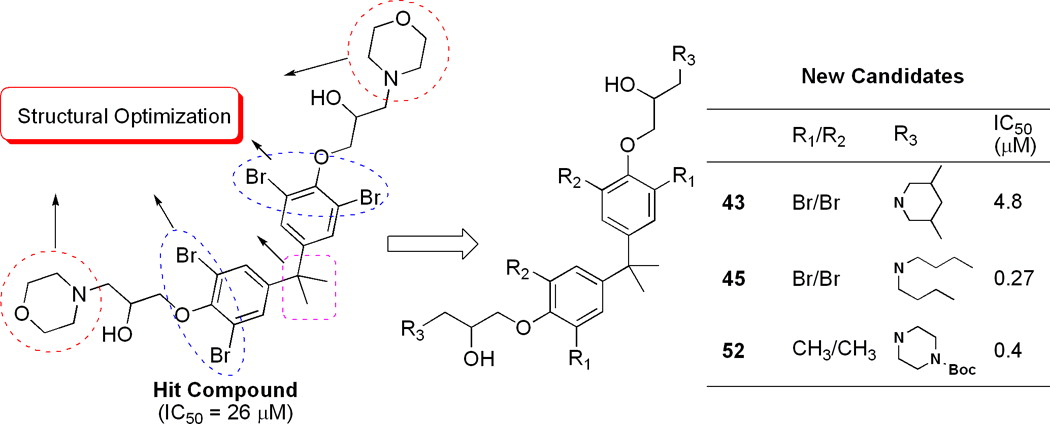 Structural Optimization
O
N
HO
O
Br
Br
Br
O
N
HO
O
Br
Hit Compound
(IC50 = 26 µM)
R3
HO
O
R2
R1
R2
R3
O
OH
R1
New Candidates
R1/R2 R3 IC50 (µM)
43 Br/Br N 4.8
45 Br/Br N 0.27
52 CH3/CH3 N N Boc 0.4